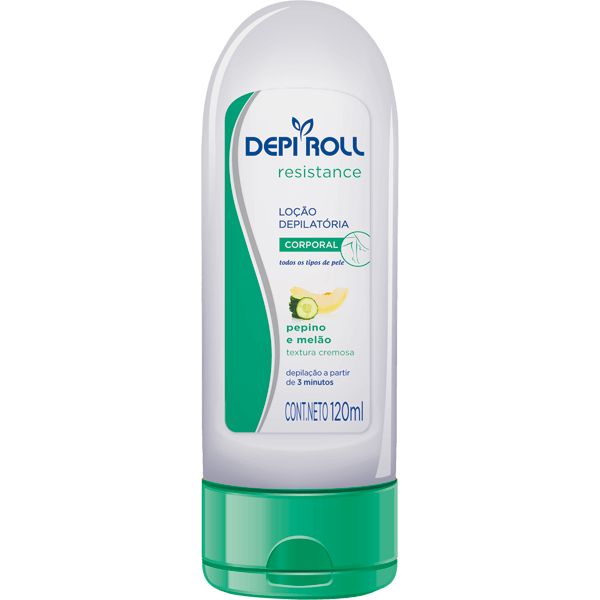 DEPI ROLL
resistance
LOÇÃO
DEPILATÓRIA
CORPORAL
todos os tipos de pele
pepino
e melão
textura cremosa
depilação a partir
de 3 minutos
CONT.NETO 120ml